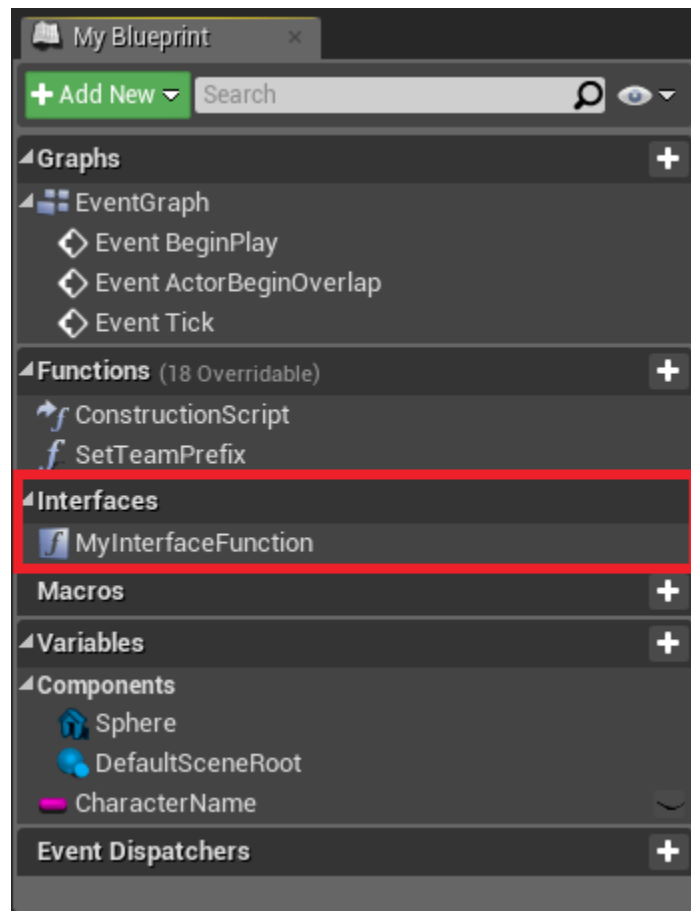 My Blueprint
+ Add New Search
Graphs
EventGraph
Event BeginPlay
Event ActorBeginOverlap
Event Tick
Functions (18 Overridable)
ConstructionScript
SetTeamPrefix
Interfaces
MyInterfaceFunction
Macros
Variables
Components
Sphere
DefaultSceneRoot
CharacterName
Event Dispatchers